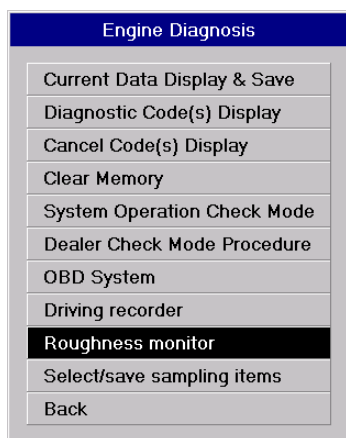 Engine Diagnosis
Current Data Display & Save
Diagnostic Code(s) Display
Cancel Code(s) Display
Clear Memory
System Operation Check Mode
Dealer Check Mode Procedure
OBD System
Driving recorder
Roughness monitor
Select/save sampling items
Back